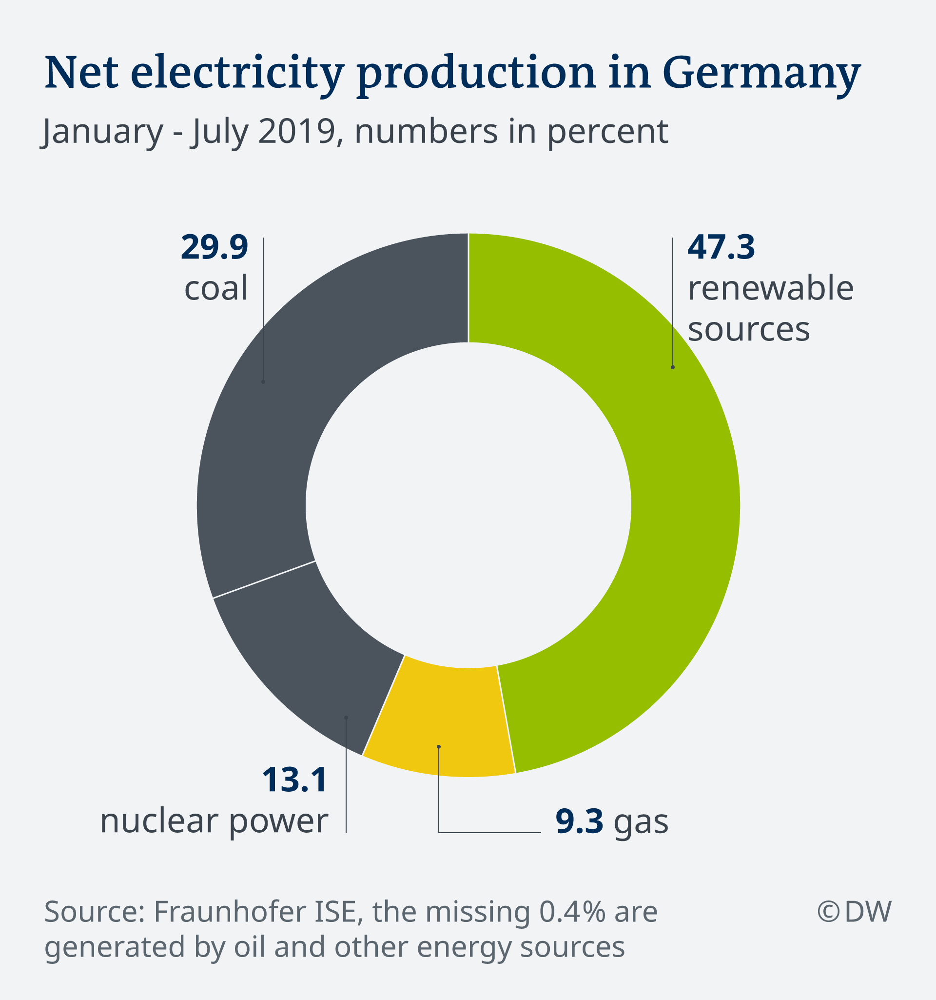 Net electricity production in Germany
January - July 2019, numbers in percent
29.9
coal
47.3
renewable
sources
13.1
nuclear power
9.3 gas
Source: Fraunhofer ISE, the missing 0.4% are
generated by oil and other energy sources
©DW